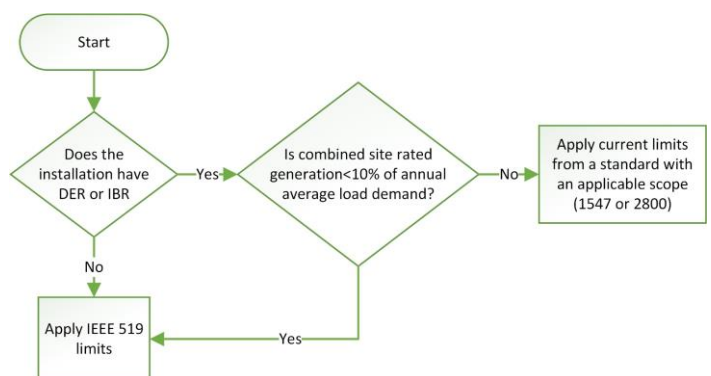 Start
Does the
installation have
DER or IBR
Yes
Is combined site rated
generation<10% of annual
average load demand?
No
Apply current limits
from a standard with
an applicable scope
(1547 or 2800)
No
Apply IEEE 519
limits
Yes